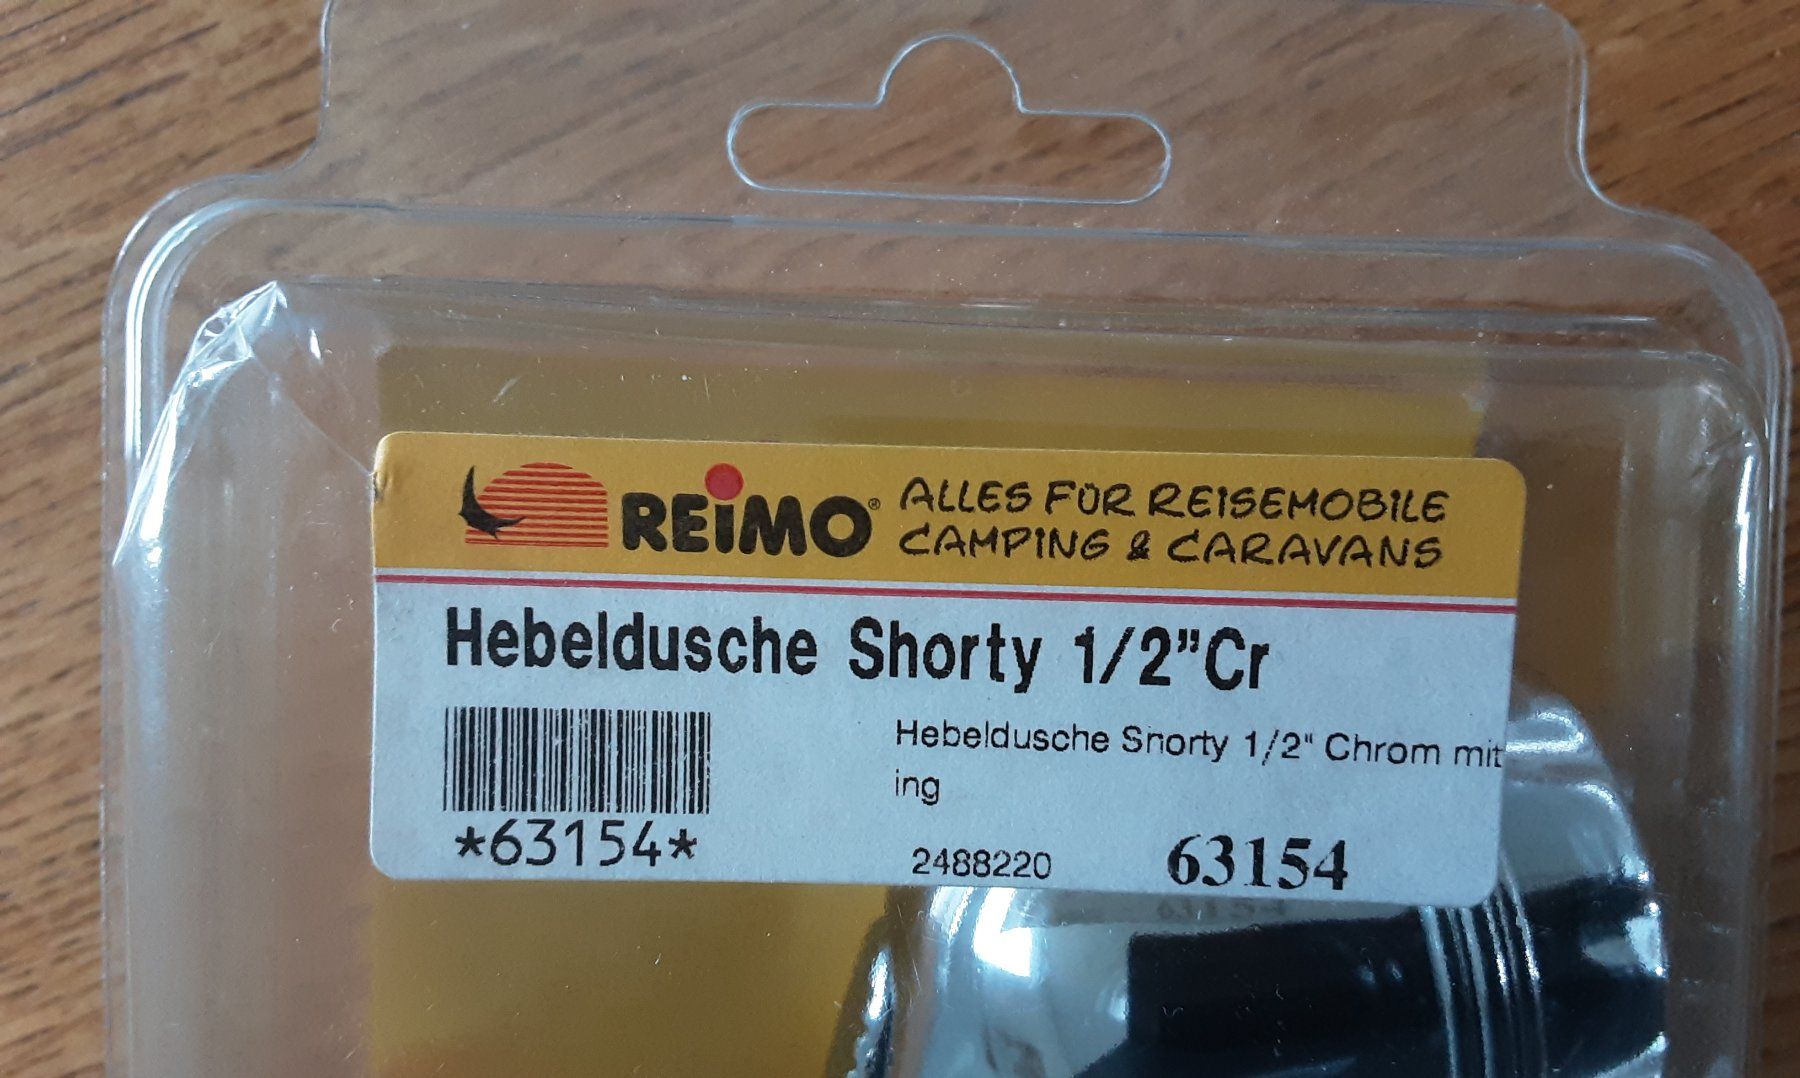 REiMO® ALLES FÜR REISEMOBILE
CAMPING & CARAVANS
Hebeldusche Shorty 1/2”Cr
Hebeldusche Shorty 1/2" Chrom mit
ing
*63154*
2488220
63154